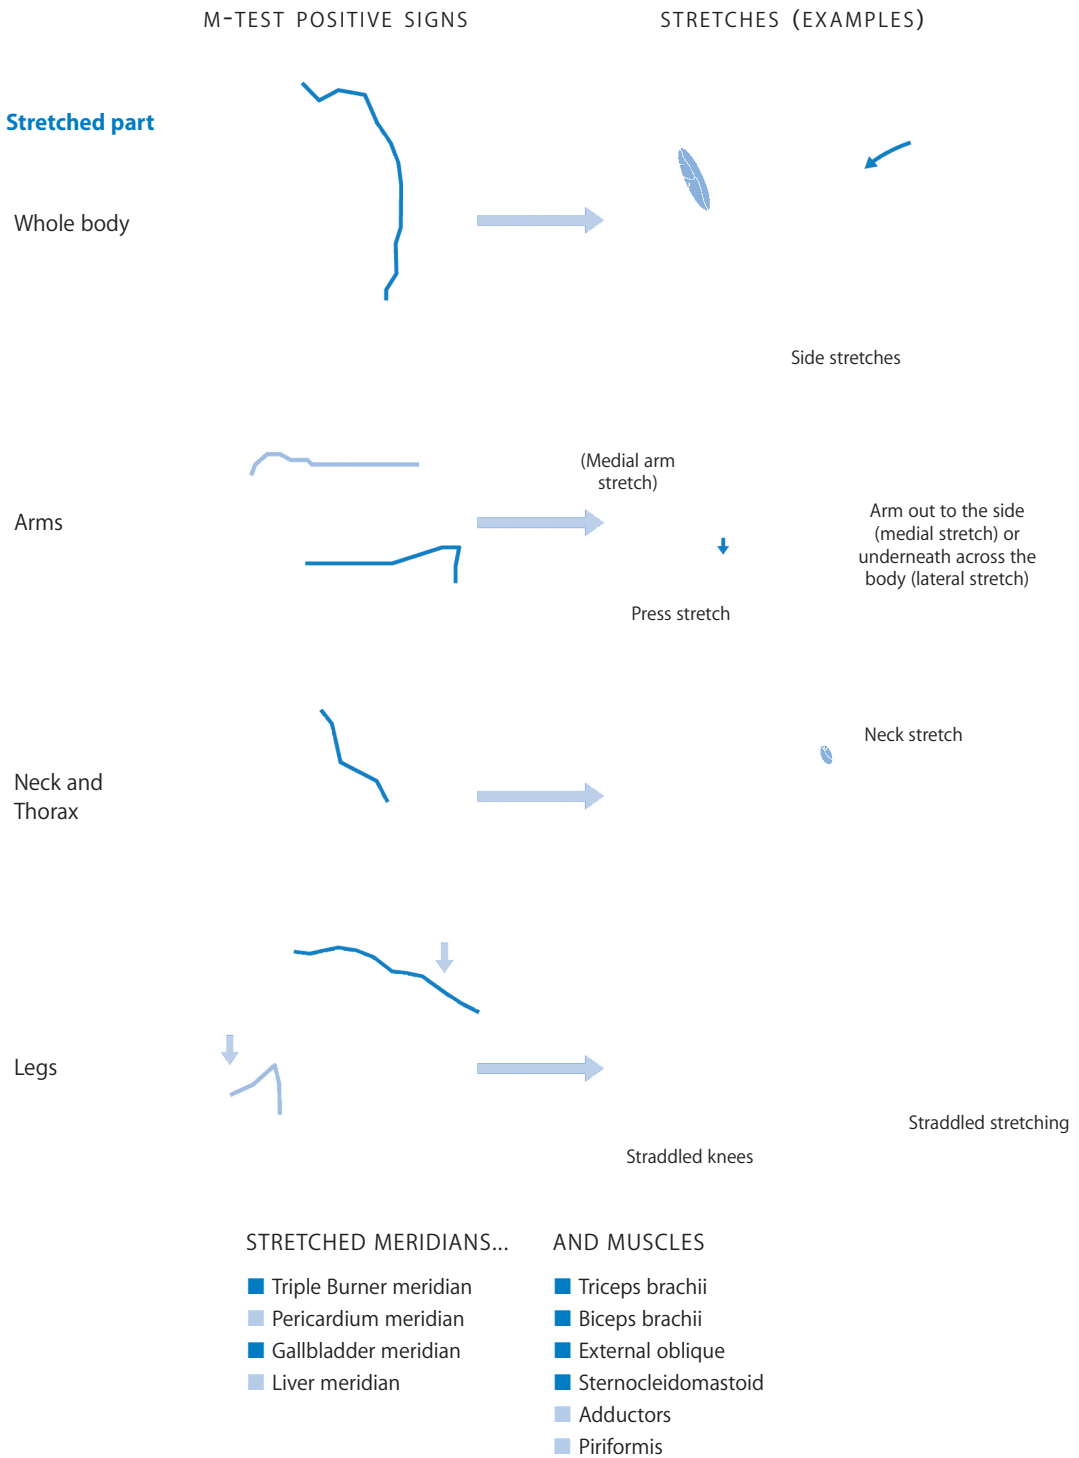 M-TEST POSITIVE SIGNS
STRETCHES (EXAMPLES)
Stretched part
Whole body
Side stretches
(Medial arm
stretch)
Arms
Arm out to the side
(medial stretch) or
underneath across the
body (lateral stretch)
Press stretch
Neck stretch
Neck and
Thorax
Legs
Straddled stretching
Straddled knees
STRETCHED MERIDIANS...
Triple Burner meridian
Pericardium meridian
Gallbladder meridian
Liver meridian
AND MUSCLES
Triceps brachii
Biceps brachii
External oblique
Sternocleidomastoid
Adductors
Piriformis